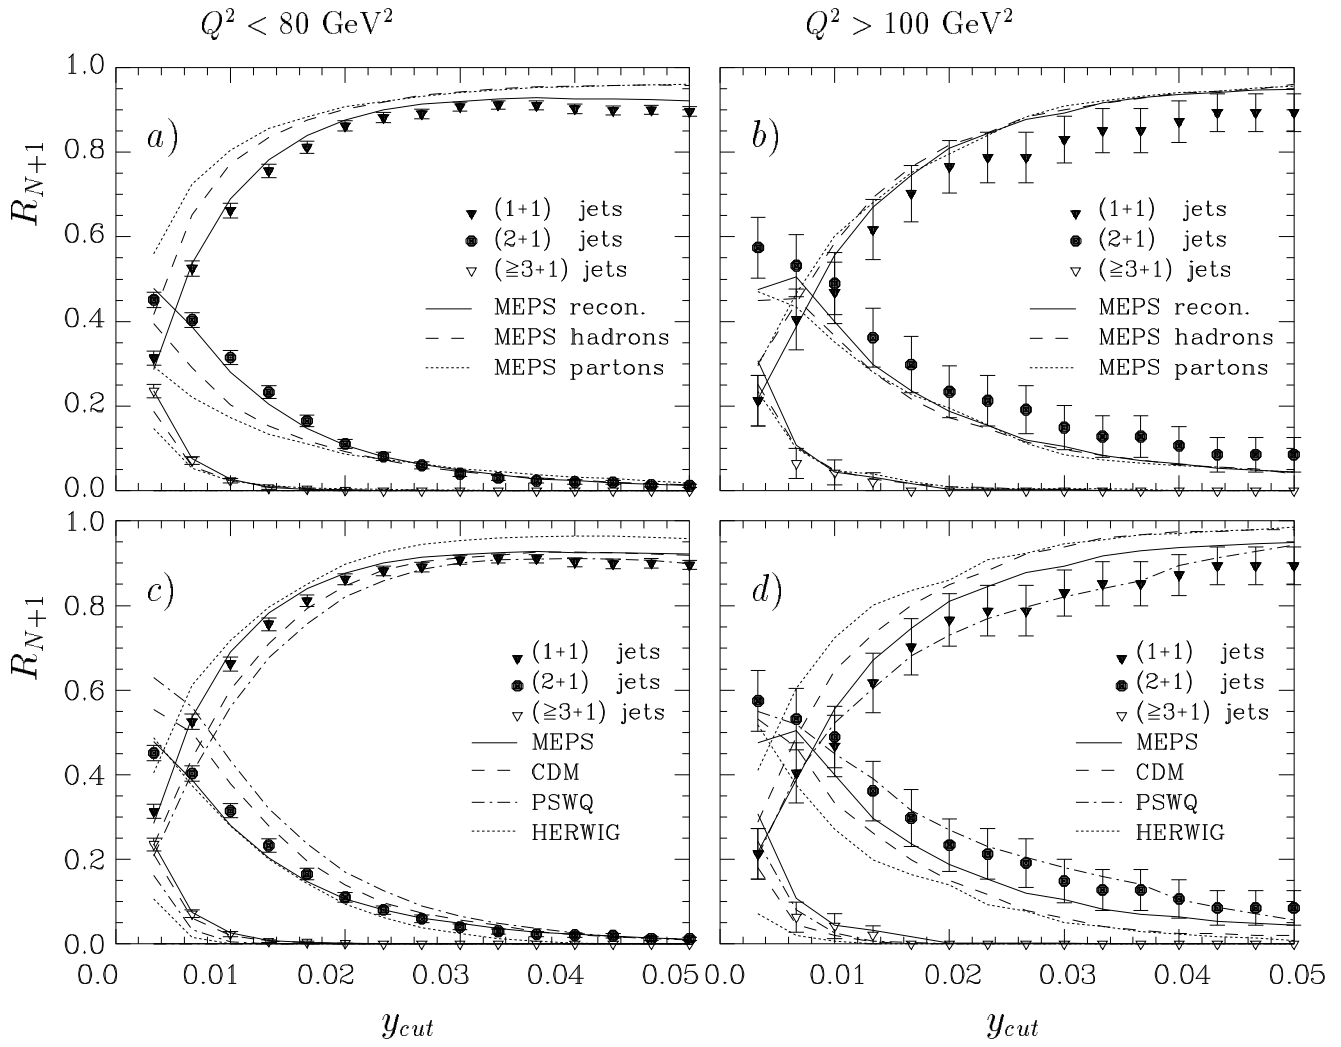 Q² < 80 GeV²
Q² > 100 GeV²
1.0
0.8
0.6
0.4
0.2
0.0
R_{N+1}
a)
(1+1) jets
(2+1) jets
(≧3+1) jets
MEPS recon.
MEPS hadrons
MEPS partons
b)
(1+1) jets
(2+1) jets
(≧3+1) jets
MEPS recon.
MEPS hadrons
MEPS partons
1.0
0.8
0.6
0.4
0.2
0.0
R_{N+1}
c)
(1+1) jets
(2+1) jets
(≧3+1) jets
MEPS
CDM
PSWQ
HERWIG
d)
(1+1) jets
(2+1) jets
(≧3+1) jets
MEPS
CDM
PSWQ
HERWIG
0.0 0.01 0.02 0.03 0.04 0.05
0.0 0.01 0.02 0.03 0.04 0.05
y_{cut}
y_{cut}